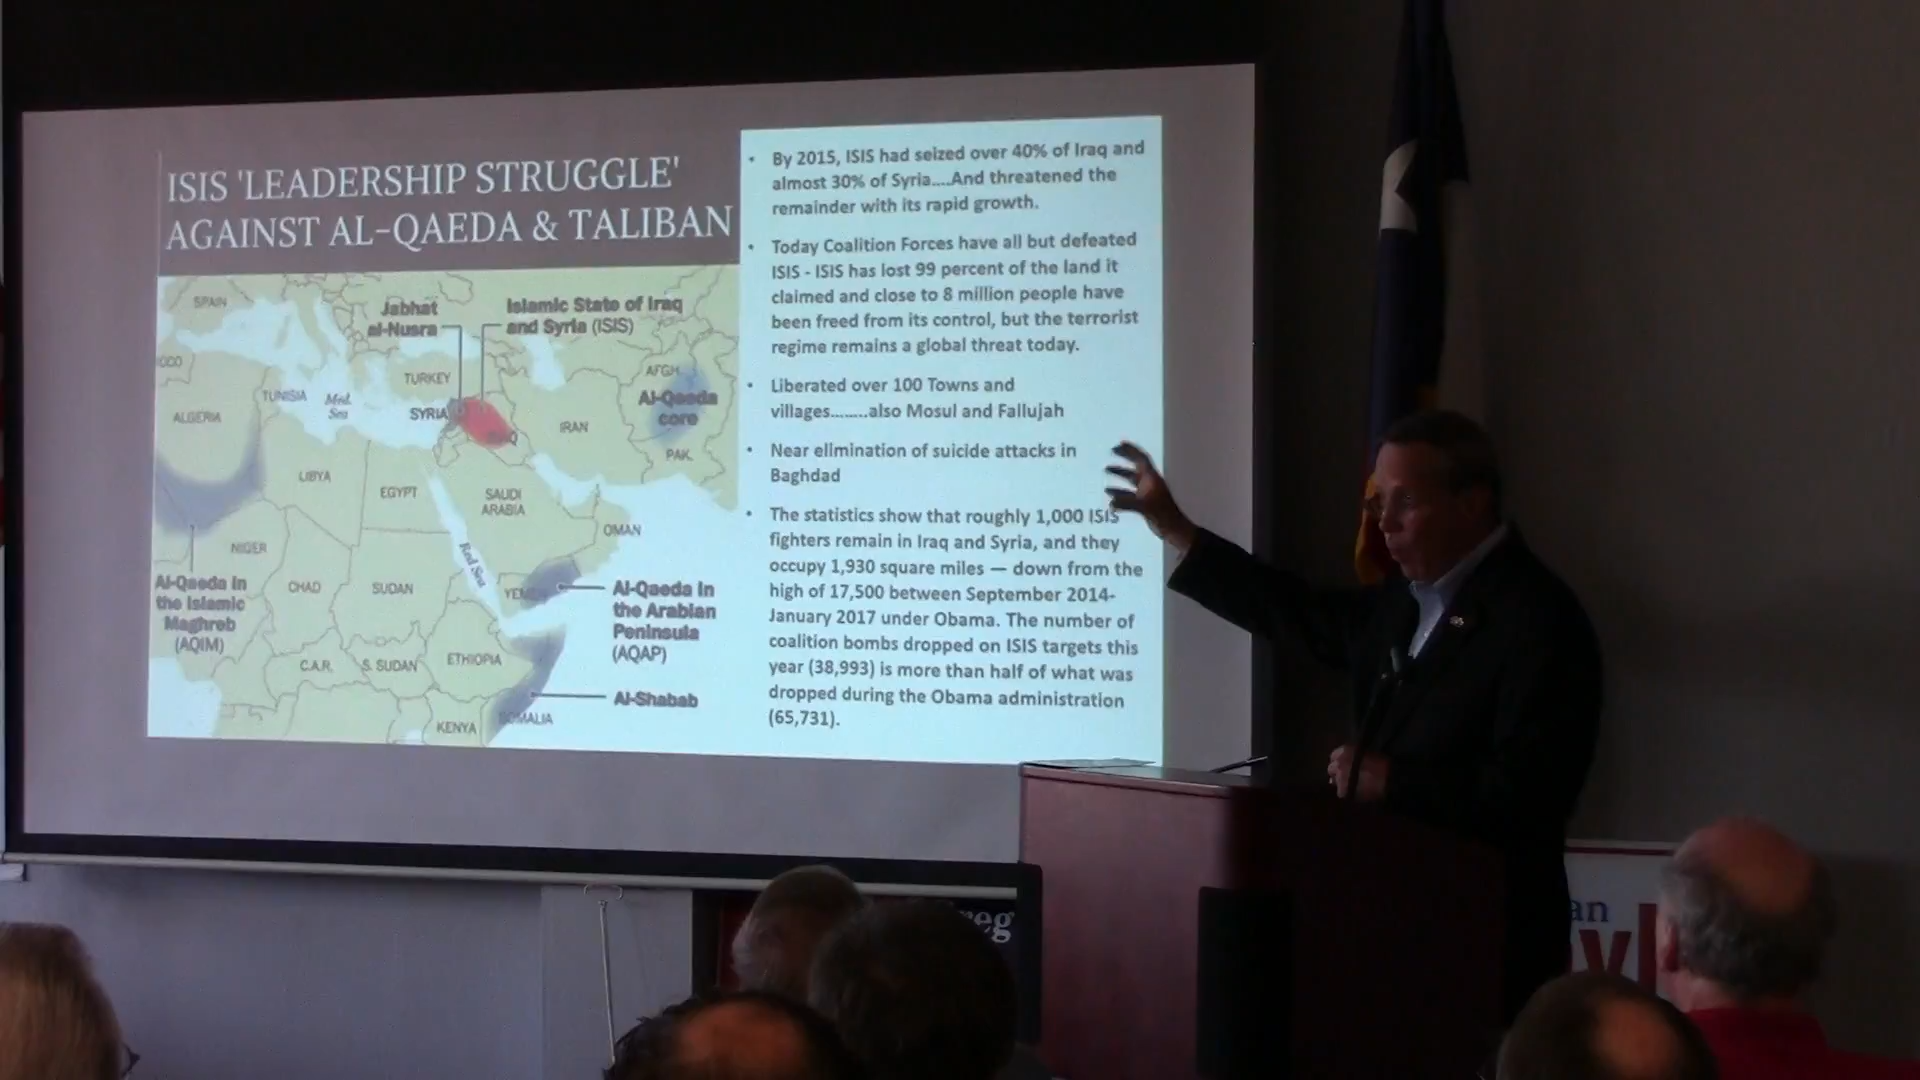 ISIS 'LEADERSHIP STRUGGLE'
AGAINST AL-QAEDA & TALIBAN
SPAIN
Jabhat
al-Nusra
Islamic State of Iraq
and Syria (ISIS)
TURKEY
AFGH.
TUNISIA
Med.
Sea
SYRIA
Al-Qaeda
core
ALGERIA
IRAN
PAK.
LIBYA
EGYPT
SAUDI
ARABIA
OMAN
Red Sea
NIGER
CHAD
SUDAN
Al-Qaeda in
the Islamic
Maghreb
(AQIM)
Al-Qaeda in
the Arabian
Peninsula
(AQAP)
C.A.R.
S. SUDAN
ETHIOPIA
Al-Shabab
KENYA
SOMALIA
• By 2015, ISIS had seized over 40% of Iraq and
almost 30% of Syria....And threatened the
remainder with its rapid growth.
• Today Coalition Forces have all but defeated
ISIS - ISIS has lost 99 percent of the land it
claimed and close to 8 million people have
been freed from its control, but the terrorist
regime remains a global threat today.
• Liberated over 100 Towns and
villages........also Mosul and Fallujah
• Near elimination of suicide attacks in
Baghdad
• The statistics show that roughly 1,000 ISIS
fighters remain in Iraq and Syria, and they
occupy 1,930 square miles — down from the
high of 17,500 between September 2014-
January 2017 under Obama. The number of
coalition bombs dropped on ISIS targets this
year (38,993) is more than half of what was
dropped during the Obama administration
(65,731).
reg
an